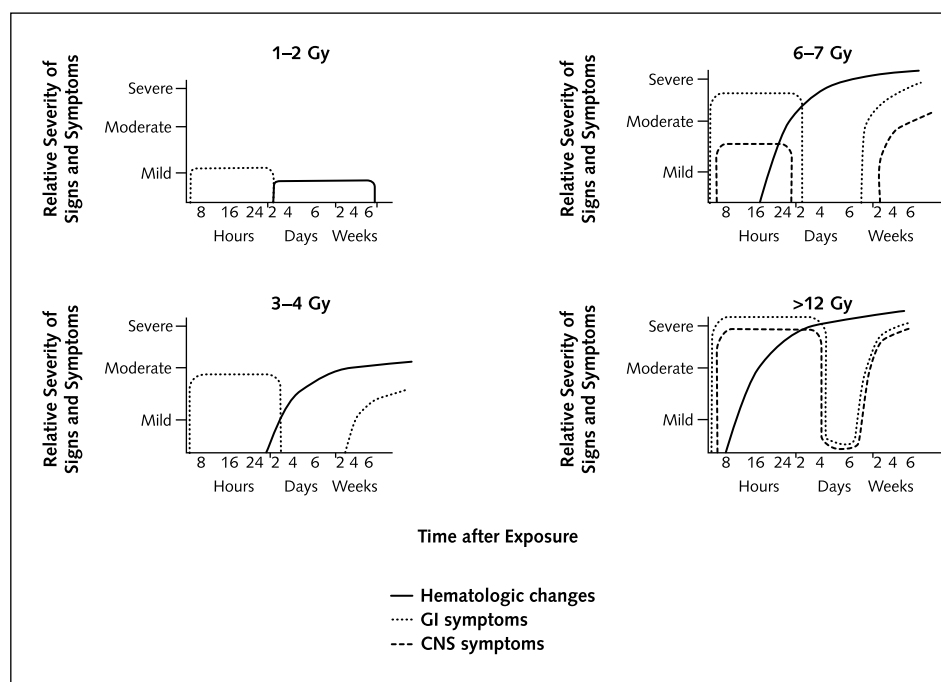 1–2 Gy
Relative Severity of
Signs and Symptoms
Severe
Moderate
Mild
8 16 24 2 4 6 2 4 6
Hours Days Weeks
6–7 Gy
Relative Severity of
Signs and Symptoms
Severe
Moderate
Mild
8 16 24 2 4 6 2 4 6
Hours Days Weeks
3–4 Gy
Relative Severity of
Signs and Symptoms
Severe
Moderate
Mild
8 16 24 2 4 6 2 4 6
Hours Days Weeks
>12 Gy
Relative Severity of
Signs and Symptoms
Severe
Moderate
Mild
8 16 24 2 4 6 2 4 6
Hours Days Weeks
Time after Exposure
Hematologic changes
GI symptoms
CNS symptoms